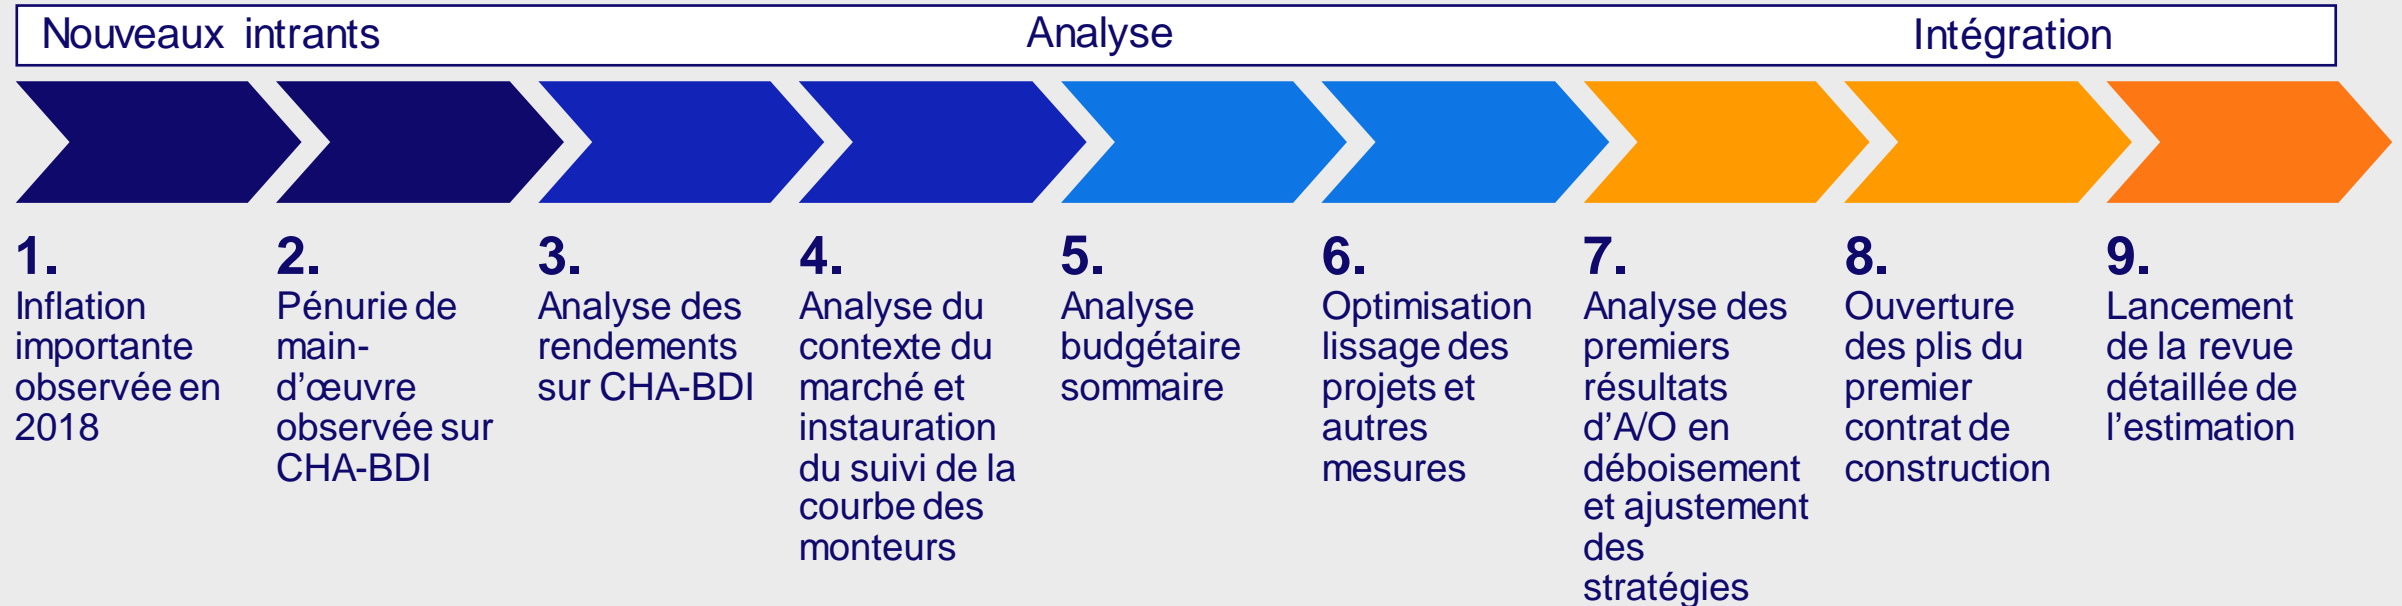 Nouveaux intrants
Analyse
Intégration
1.
Inflation
importante
observée en
2018
2.
Pénurie de
main-
d’œuvre
observée sur
CHA-BDI
3.
Analyse des
rendements
sur CHA-BDI
4.
Analyse du
contexte du
marché et
instauration
du suivi de la
courbe des
monteurs
5.
Analyse
budgétaire
sommaire
6.
Optimisation
lissage des
projets et
autres
mesures
7.
Analyse des
premiers
résultats
d’A/O en
déboisement
et ajustement
des
stratégies
8.
Ouverture
des plis du
premier
contrat de
construction
9.
Lancement
de la revue
détaillée de
l’estimation